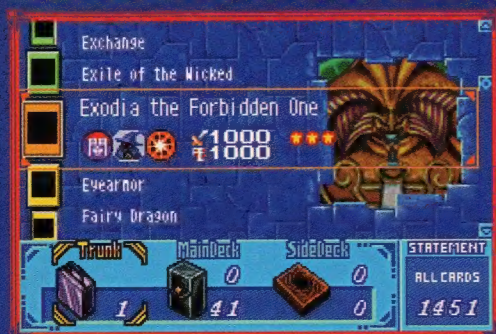 Exchange
Exile of the Wicked
Exodia the Forbidden One
闇 1000
1000
Eyearmor
Fairy Dragon
Trunk MainDeck SideDeck STATEMENT
0 0 ALL CARDS
1 41 0 1451